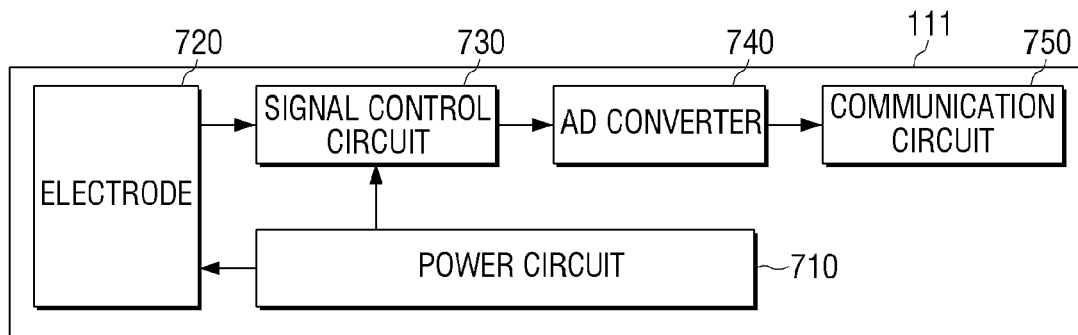 111
720
730
740
750
ELECTRODE
SIGNAL CONTROL
CIRCUIT
AD CONVERTER
COMMUNICATION
CIRCUIT
POWER CIRCUIT
710